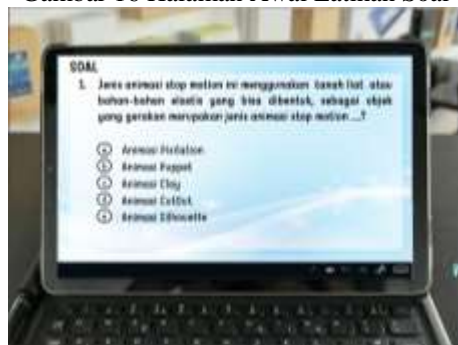 Gambar 16 Halaman Awal Latihan Soal
SOAL
1. Jenis animasi stop motion ini menggunakan tanah liat atau
bahan-bahan elastis yang bisa dibentuk, sebagai objek
yang gerakan merupakan jenis animasi stop motion ...?
a Animasi
b Animasi Puppet
c Animasi Clay
d Animasi CutOut
e Animasi Silhouette